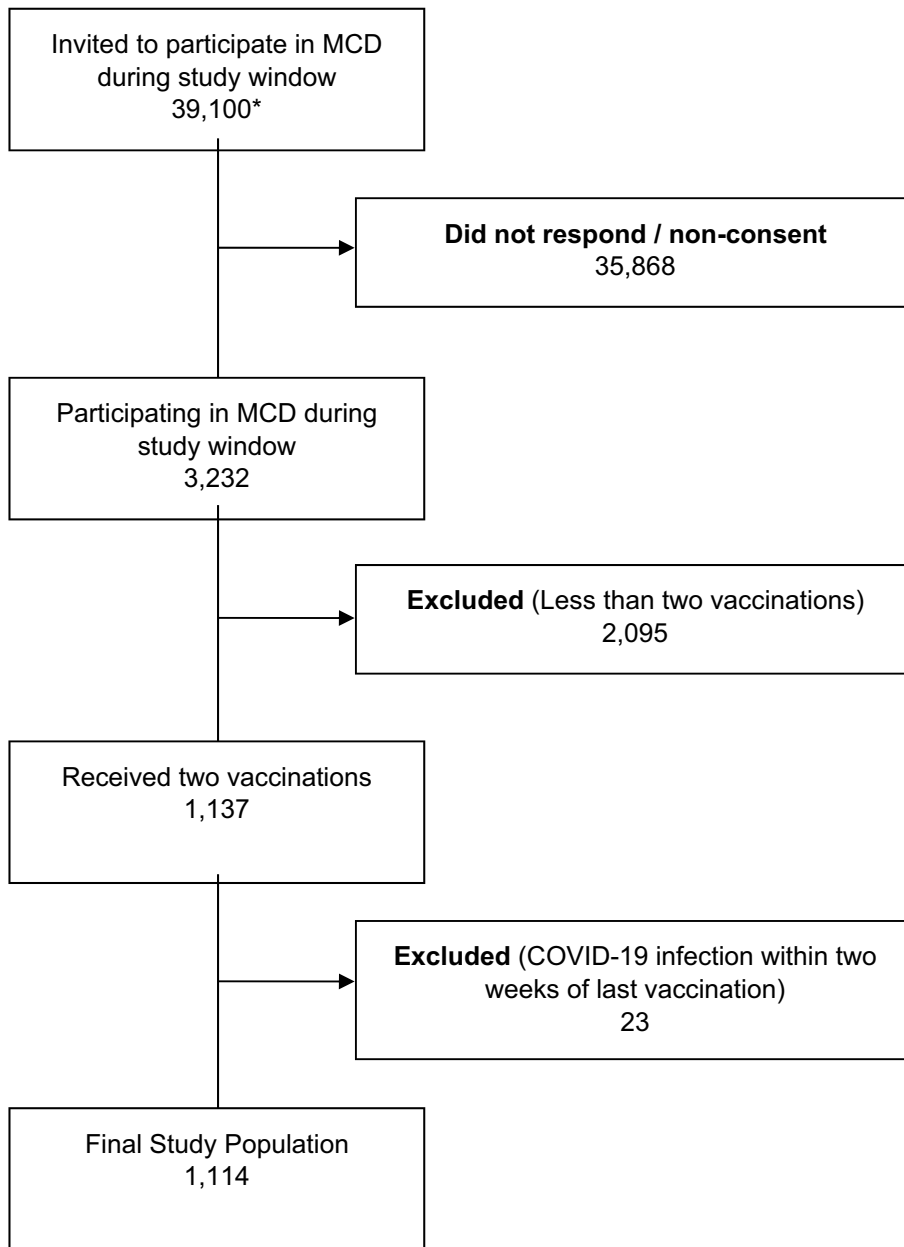 Invited to participate in MCD
during study window
39,100*
Did not respond / non-consent
35,868
Participating in MCD during
study window
3,232
Excluded (Less than two vaccinations)
2,095
Received two vaccinations
1,137
Excluded (COVID-19 infection within two
weeks of last vaccination)
23
Final Study Population
1,114